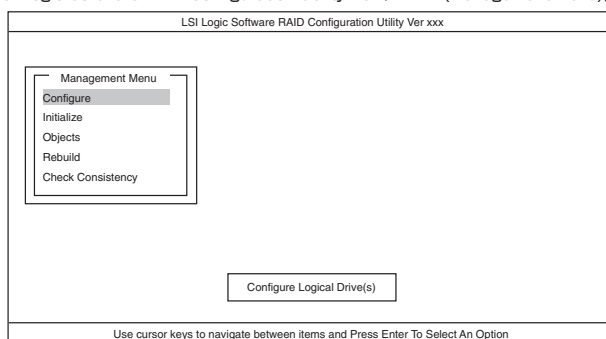 LSI Logic Software RAID Configuration Utility Ver xxx
Management Menu
Configure
Initialize
Objects
Rebuild
Check Consistency
Configure Logical Drive(s)
Use cursor keys to navigate between items and Press Enter To Select An Option